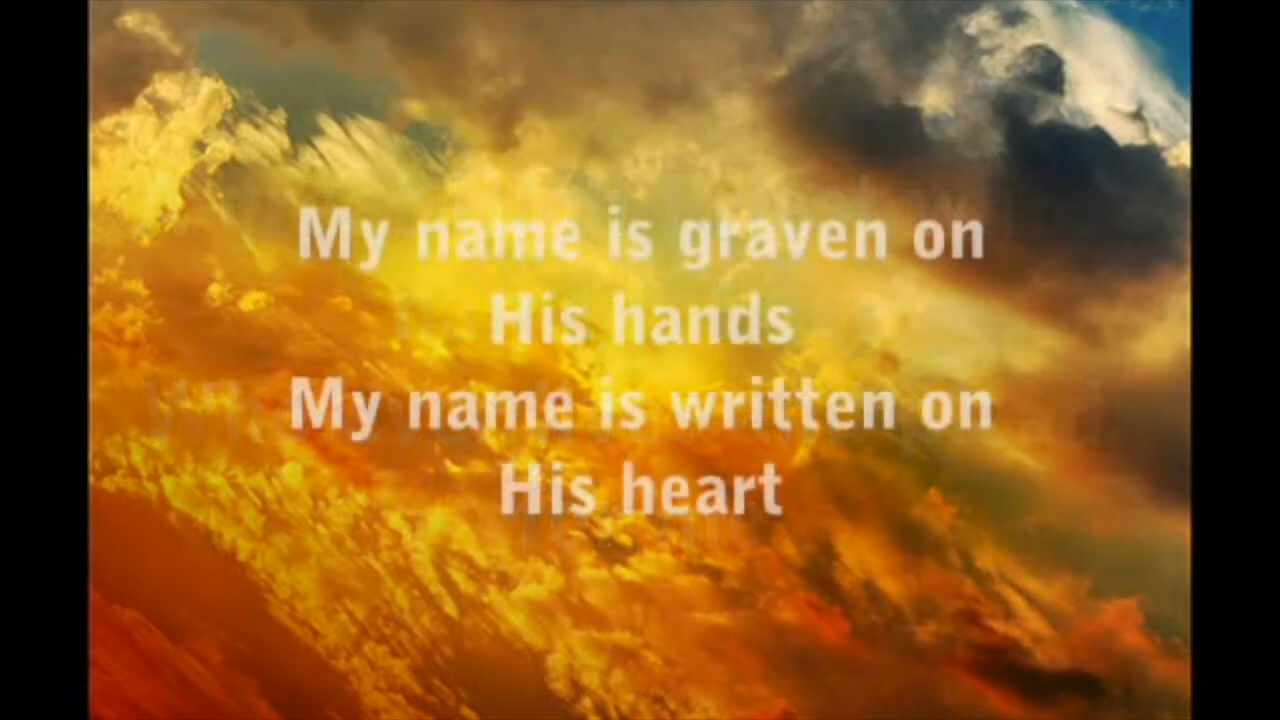 My name is graven on
His hands
My name is written on
His heart